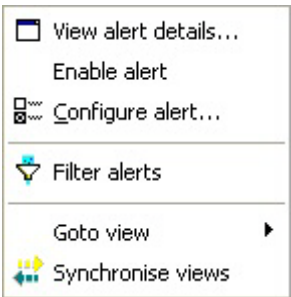 View alert details...
Enable alert
Configure alert...
Filter alerts
Goto view
Synchronise views